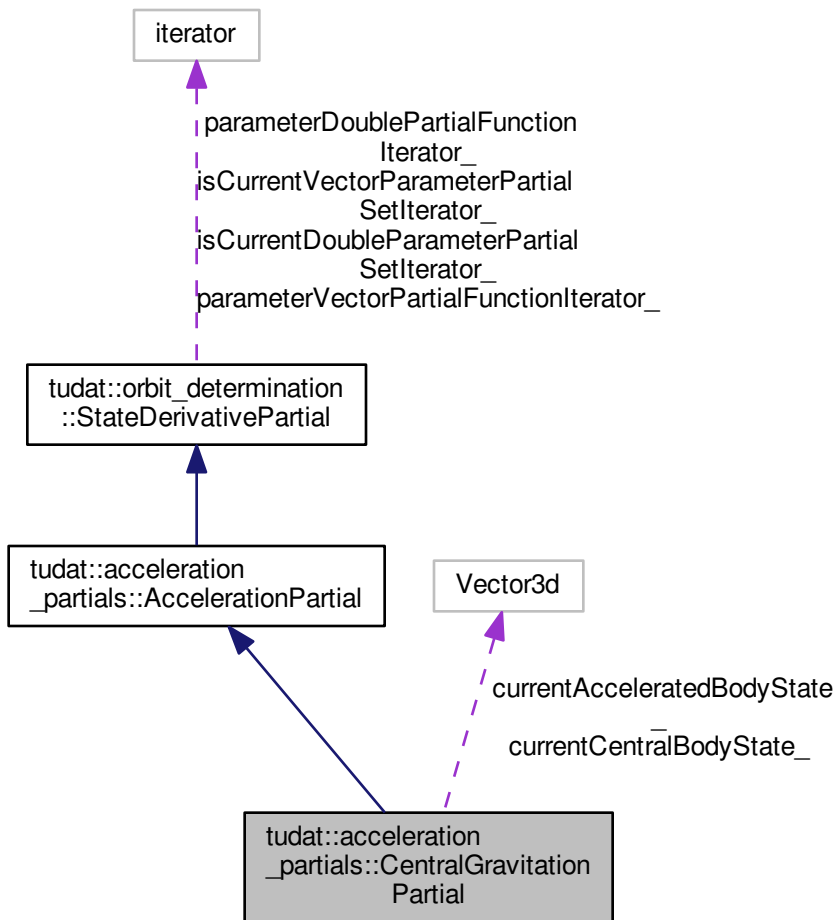 iterator
parameterDoublePartialFunction
Iterator_
isCurrentVectorParameterPartial
SetIterator_
isCurrentDoubleParameterPartial
SetIterator_
parameterVectorPartialFunctionIterator_
tudat::orbit_determination
::StateDerivativePartial
tudat::acceleration
_partials::AccelerationPartial
Vector3d
currentAcceleratedBodyState
_
currentCentralBodyState_
tudat::acceleration
_partials::CentralGravitation
Partial